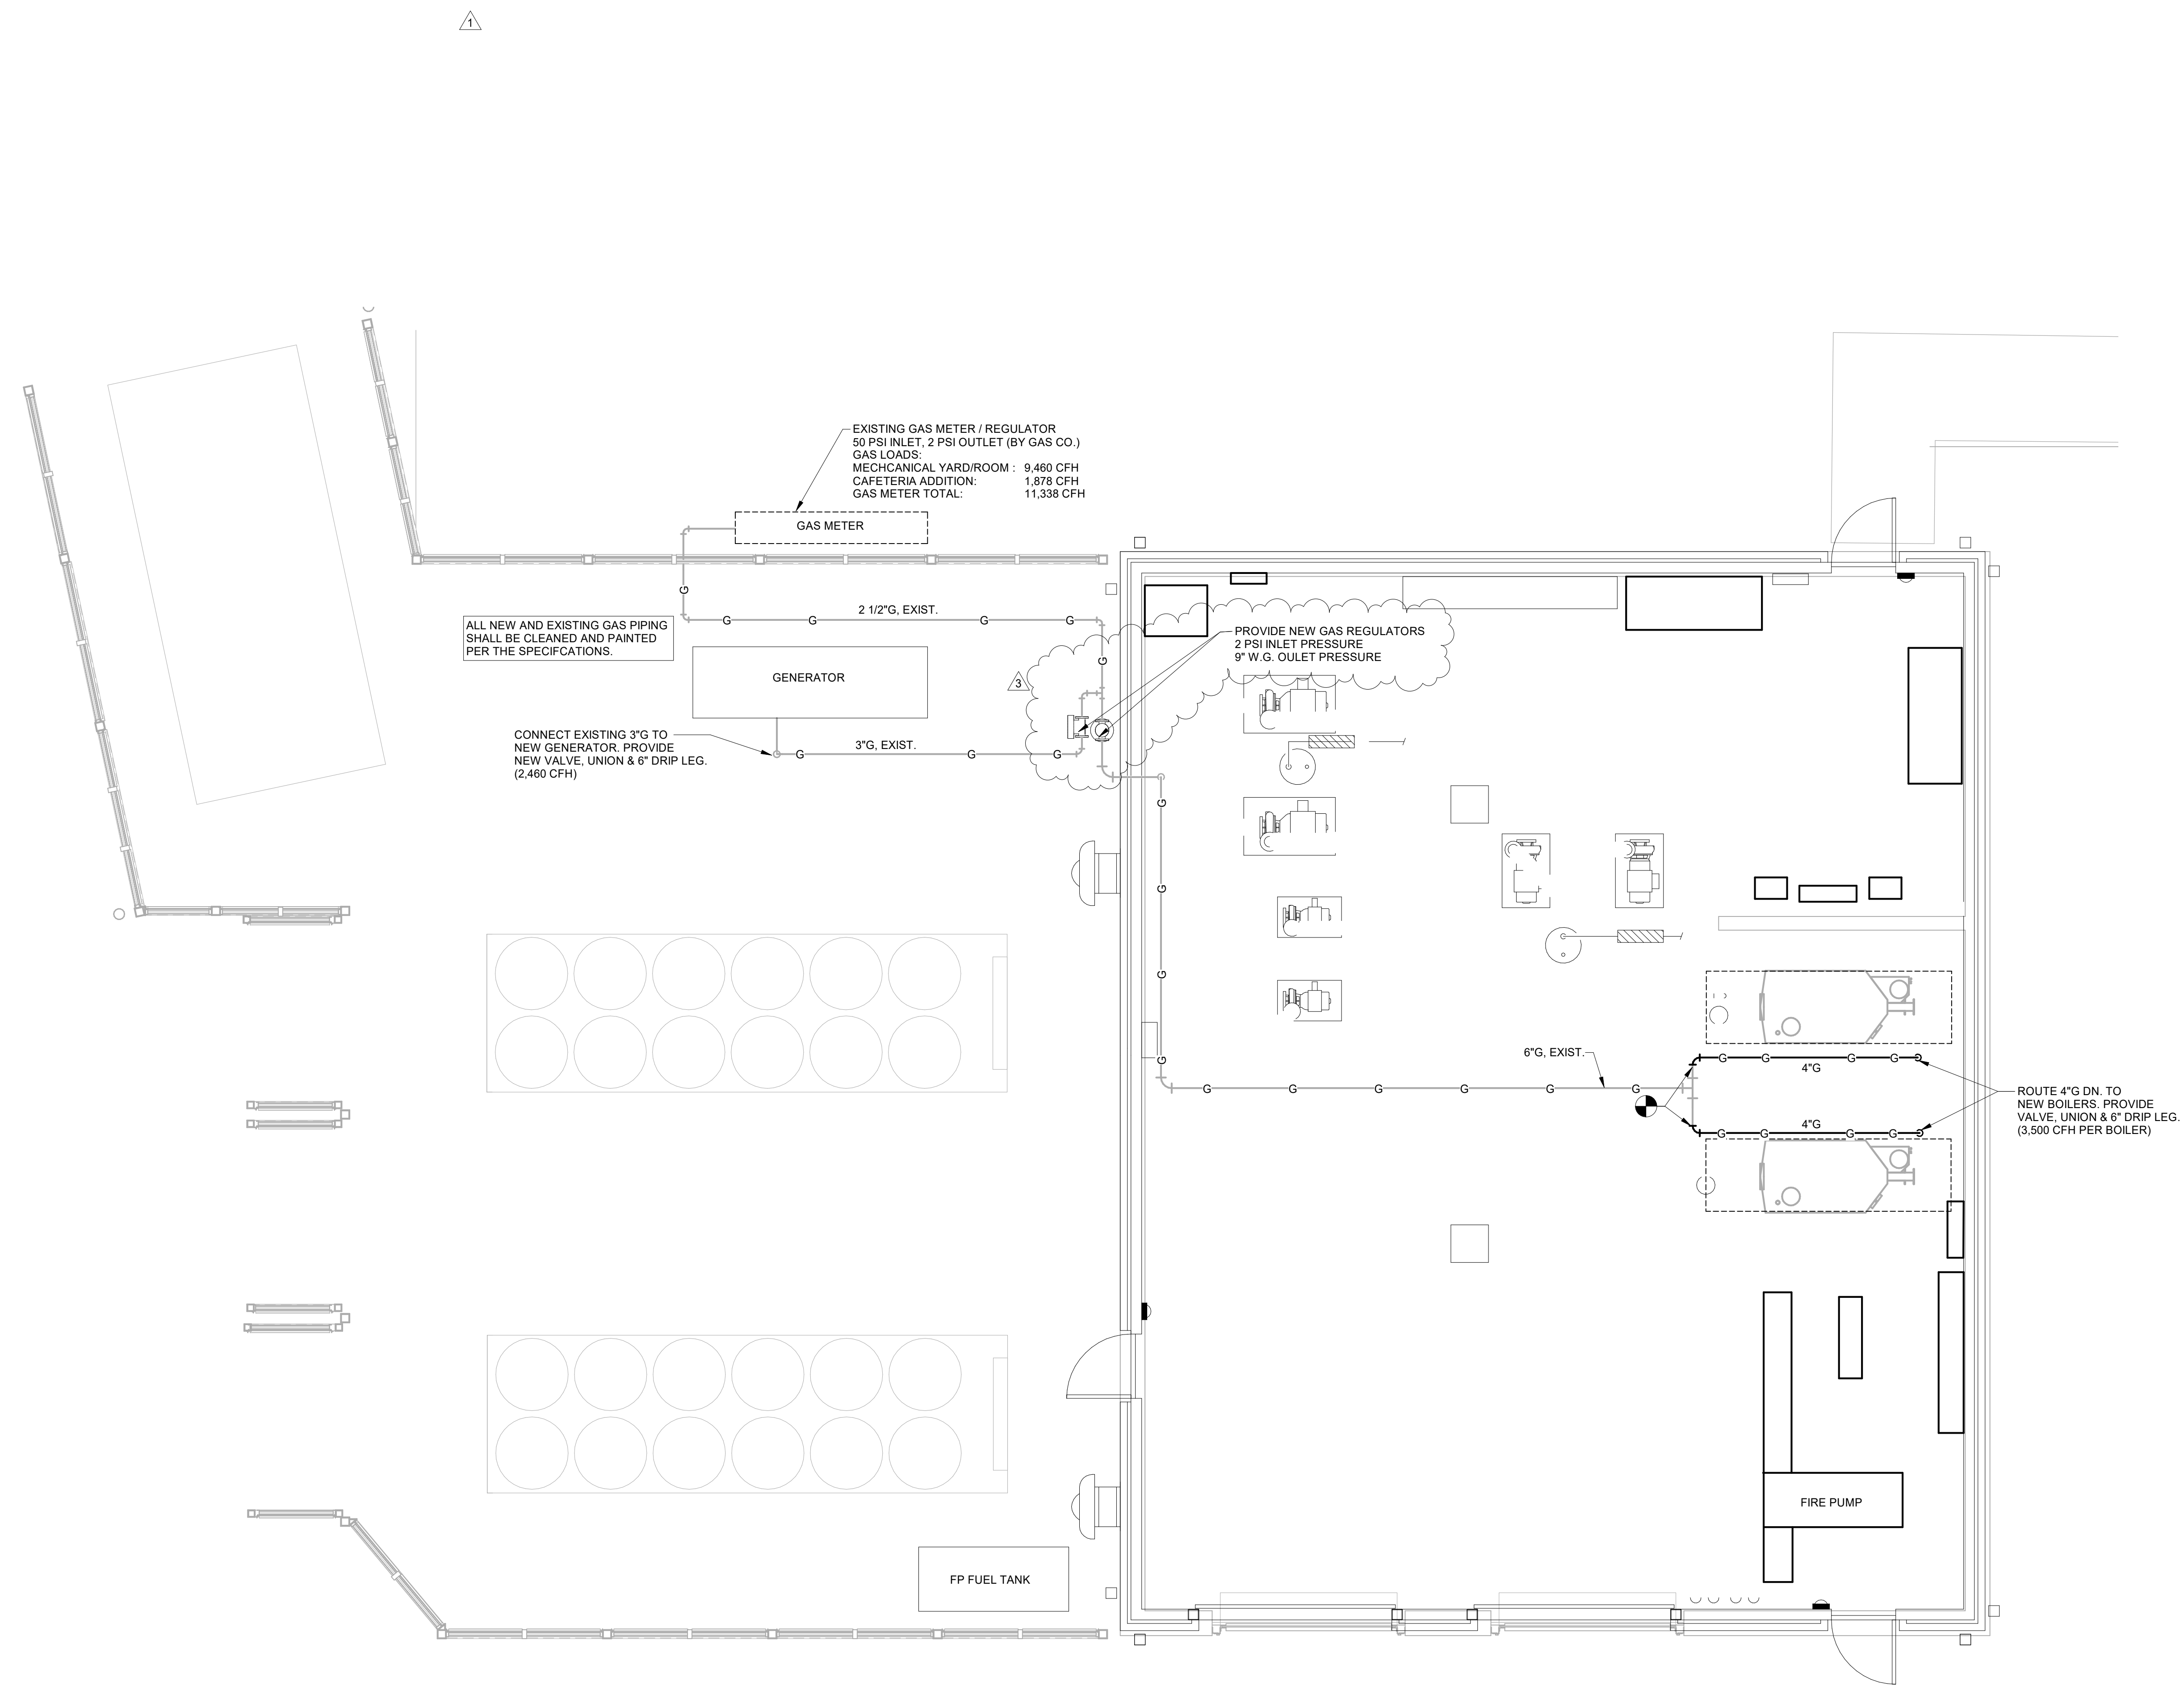 1
EXISTING GAS METER / REGULATOR
50 PSI INLET, 2 PSI OUTLET (BY GAS CO.)
GAS LOADS:
MECHCANICAL YARD/ROOM : 9,460 CFH
CAFETERIA ADDITION: 1,878 CFH
GAS METER TOTAL: 11,338 CFH
GAS METER
G
2 1/2"G, EXIST.
G G G G
ALL NEW AND EXISTING GAS PIPING
SHALL BE CLEANED AND PAINTED
PER THE SPECIFCATIONS.
PROVIDE NEW GAS REGULATORS
2 PSI INLET PRESSURE
9" W.G. OULET PRESSURE
G
GENERATOR
3
CONNECT EXISTING 3"G TO
NEW GENERATOR. PROVIDE
NEW VALVE, UNION & 6" DRIP LEG.
(2,460 CFH)
3"G, EXIST.
G G G
G
G
G
G
6"G, EXIST.
G G G G G G
G G G G
4"G
4"G
G G G G
ROUTE 4"G DN. TO
NEW BOILERS. PROVIDE
VALVE, UNION & 6" DRIP LEG.
(3,500 CFH PER BOILER)
FIRE PUMP
FP FUEL TANK